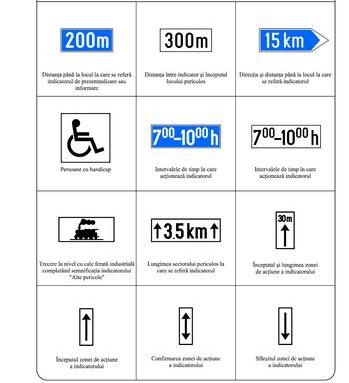 200m
300m
15 km
Distanța până la locul la care se referă
indicatorul de presemnalizare sau
informare
Distanța între indicator și începutul
locului periculos
Direcția și distanța până la locul la care
se referă indicatorul
7⁰⁰-10⁰⁰ h
7⁰⁰-10⁰⁰ h
Persoane cu handicap
Intervalele de timp în care
acționează indicatorul
Intervalele de timp în care
acționează indicatorul
3,5 km
30m
Trecere la nivel cu cale ferată industrială
completând semnificația indicatorului
"Alte pericole"
Lungimea sectorului periculos la
care se referă indicatorul
Începutul și lungimea zonei
de acțiune a indicatorului
Începutul zonei de acțiune
a indicatorului
Confirmarea zonei de acțiune
a indicatorului
Sfârșitul zonei de acțiune
a indicatorului